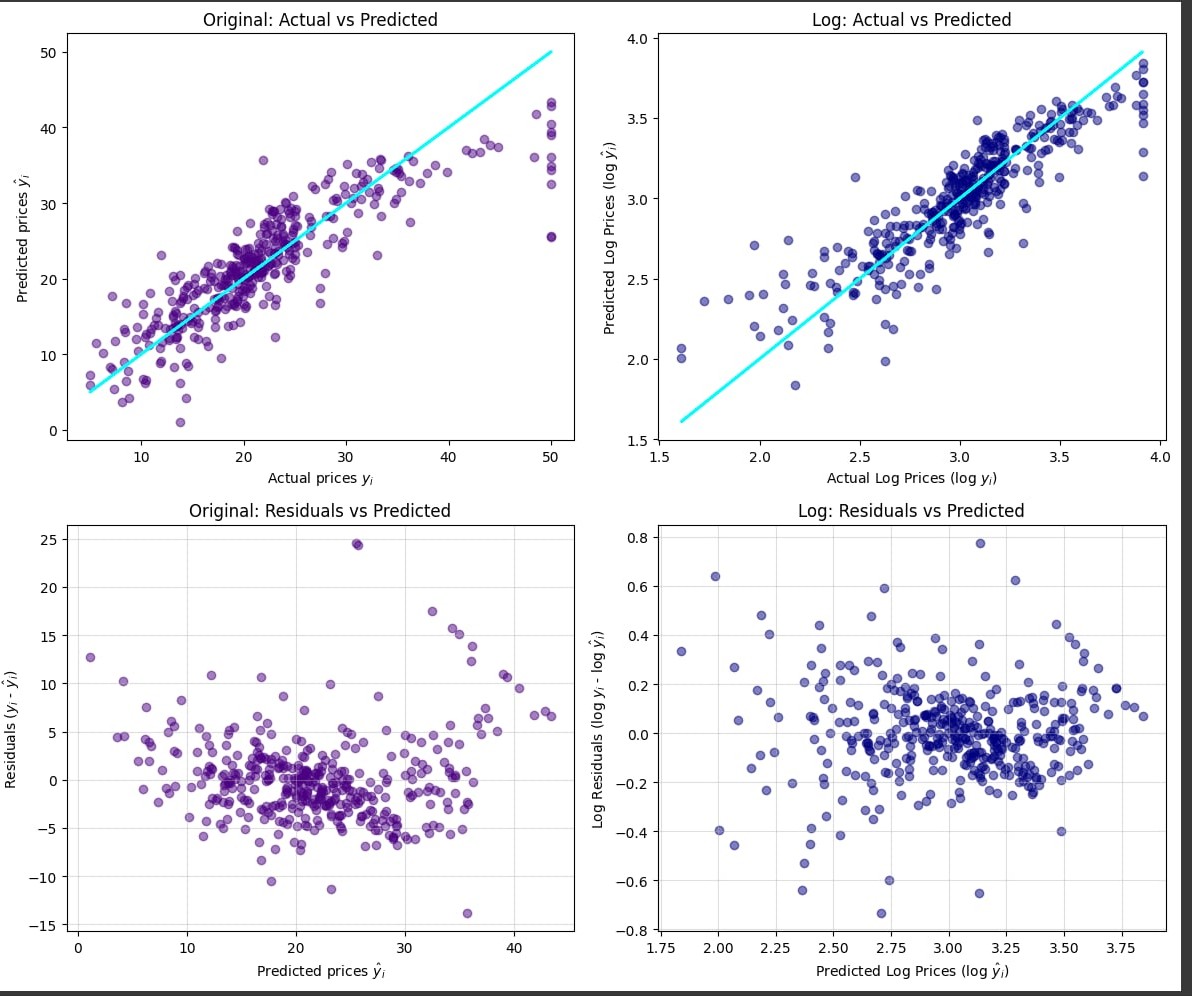 Original: Actual vs Predicted
50
40
30
20
10
0
Predicted prices ŷᵢ
10 20 30 40 50
Actual prices yᵢ
Log: Actual vs Predicted
4.0
3.5
3.0
2.5
2.0
1.5
Predicted Log Prices (log ŷᵢ)
1.5 2.0 2.5 3.0 3.5 4.0
Actual Log Prices (log yᵢ)
Original: Residuals vs Predicted
25
20
15
10
5
0
−5
−10
−15
Residuals (yᵢ - ŷᵢ)
0 10 20 30 40
Predicted prices ŷᵢ
Log: Residuals vs Predicted
0.8
0.6
0.4
0.2
0.0
−0.2
−0.4
−0.6
−0.8
Log Residuals (log yᵢ - log ŷᵢ)
1.75 2.00 2.25 2.50 2.75 3.00 3.25 3.50 3.75
Predicted Log Prices (log ŷᵢ)